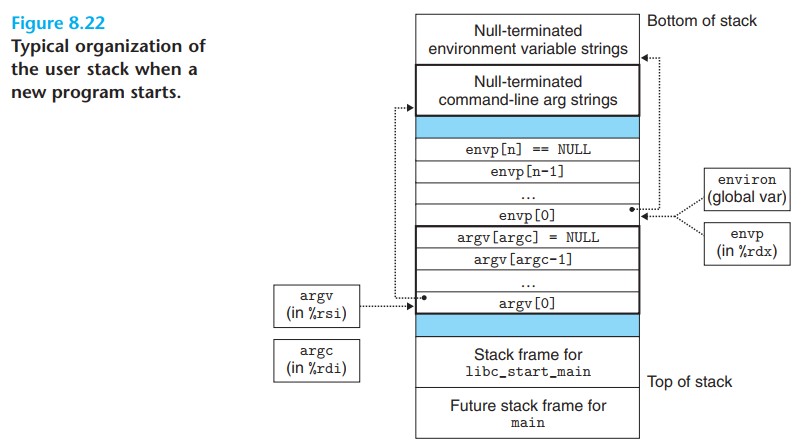 Figure 8.22
Typical organization of
the user stack when a
new program starts.
Bottom of stack
Null-terminated
environment variable strings
Null-terminated
command-line arg strings
envp[n] == NULL
envp[n-1]
...
envp[0]
environ
(global var)
envp
(in %rdx)
argv[argc] = NULL
argv[argc-1]
...
argv[0]
argv
(in %rsi)
argc
(in %rdi)
Stack frame for
libc_start_main
Top of stack
Future stack frame for
main